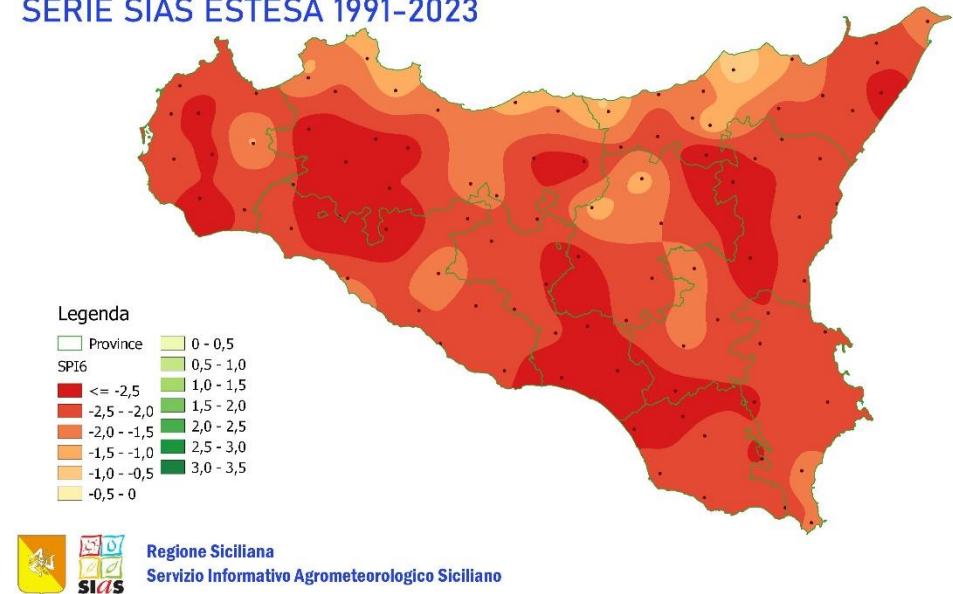 SERIE SIAS ESTESA 1991-2023
Legenda
Province
SPI6
<= -2,5
-2,5 - -2,0
-2,0 - -1,5
-1,5 - -1,0
-1,0 - -0,5
-0,5 - 0
0 - 0,5
0,5 - 1,0
1,0 - 1,5
1,5 - 2,0
2,0 - 2,5
2,5 - 3,0
3,0 - 3,5
SIAS
Regione Siciliana
Servizio Informativo Agrometeorologico Siciliano